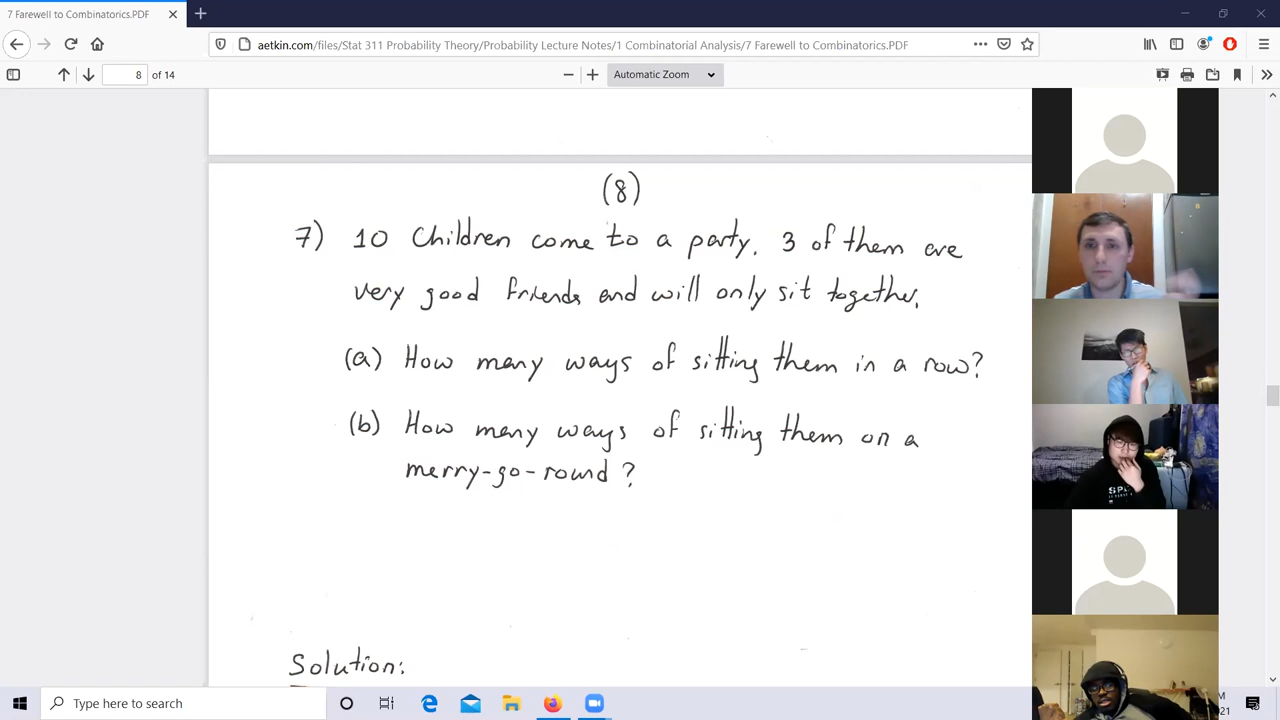 7 Farewell to Combinatorics.PDF
aetkin.com/files/Stat 311 Probability Theory/Probability Lecture Notes/1 Combinatorial Analysis/7 Farewell to Combinatorics.PDF
8 of 14
Automatic Zoom
(8)
7) 10 Children come to a party. 3 of them are
very good friends and will only sit together.
(a) How many ways of sitting them in a row?
(b) How many ways of sitting them on a
merry-go-round?
Solution:
Type here to search
M
2021